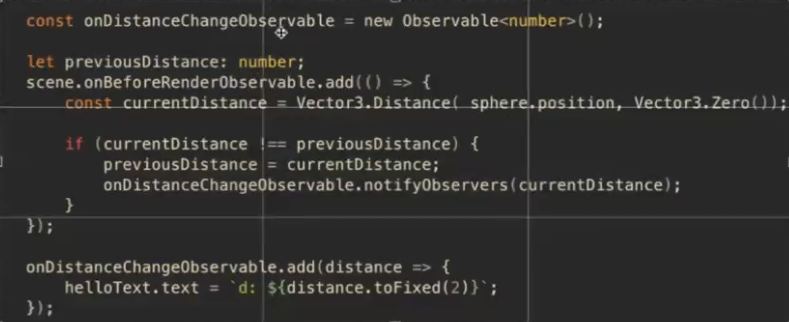 const onDistanceChangeObservable = new Observable<number>();
let previousDistance: number;
scene.onBeforeRenderObservable.add(() => {
const currentDistance = Vector3.Distance( sphere.position, Vector3.Zero());
if (currentDistance !== previousDistance) {
previousDistance = currentDistance;
onDistanceChangeObservable.notifyObservers(currentDistance);
}
});
onDistanceChangeObservable.add(distance => {
helloText.text = `d: ${distance.toFixed(2)}`;
});